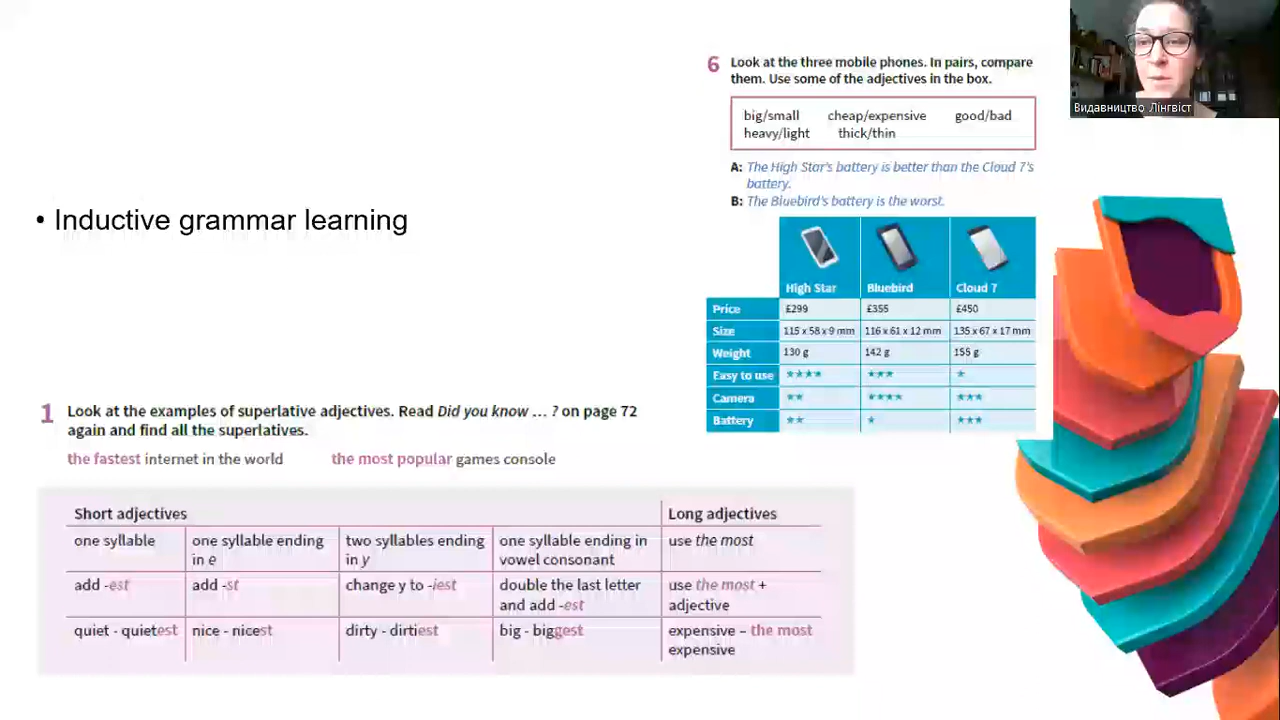 • Inductive grammar learning
6 Look at the three mobile phones. In pairs, compare
them. Use some of the adjectives in the box.
big/small cheap/expensive good/bad
heavy/light thick/thin
A: The High Star's battery is better than the Cloud 7's
battery.
B: The Bluebird's battery is the worst.
High Star Bluebird Cloud 7
Price £299 £355 £450
Size 115 x 58 x 9 mm 116 x 61 x 12 mm 135 x 67 x 17 mm
Weight 130 g 142 g 155 g
Easy to use ★★★★ ★★★ ★
Camera ★★ ★★★★ ★★★
Battery ★★ ★ ★★★
Видавництво Лінгвіст
1 Look at the examples of superlative adjectives. Read Did you know … ? on page 72
again and find all the superlatives.
the fastest internet in the world the most popular games console
Short adjectives Long adjectives
one syllable one syllable ending in e two syllables ending in y one syllable ending in vowel consonant use the most
add -est add -st change y to -iest double the last letter and add -est use the most + adjective
quiet - quietest nice - nicest dirty - dirtiest big - biggest expensive – the most expensive